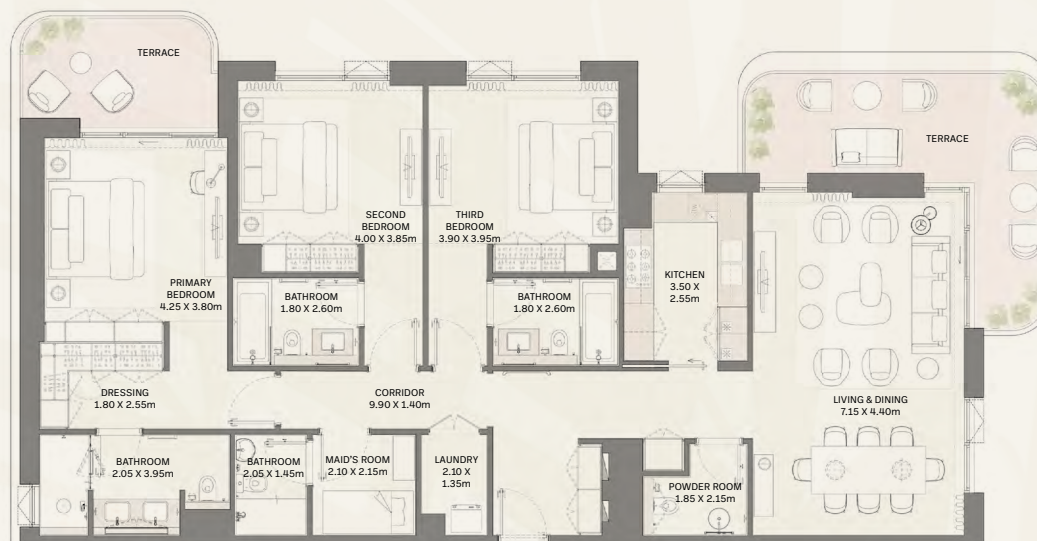 TERRACE
TERRACE
SECOND
BEDROOM
4.00 X 3.85m
THIRD
BEDROOM
3.90 X 3.95m
PRIMARY
BEDROOM
4.25 X 3.80m
BATHROOM
1.80 X 2.60m
BATHROOM
1.80 X 2.60m
KITCHEN
3.50 X
2.55m
DRESSING
1.80 X 2.55m
CORRIDOR
9.90 X 1.40m
LIVING & DINING
7.15 X 4.40m
BATHROOM
2.05 X 3.95m
BATHROOM
2.05 X 1.45m
MAID'S ROOM
2.10 X 2.15m
LAUNDRY
2.10 X
1.35m
POWDER ROOM
1.85 X 2.15m